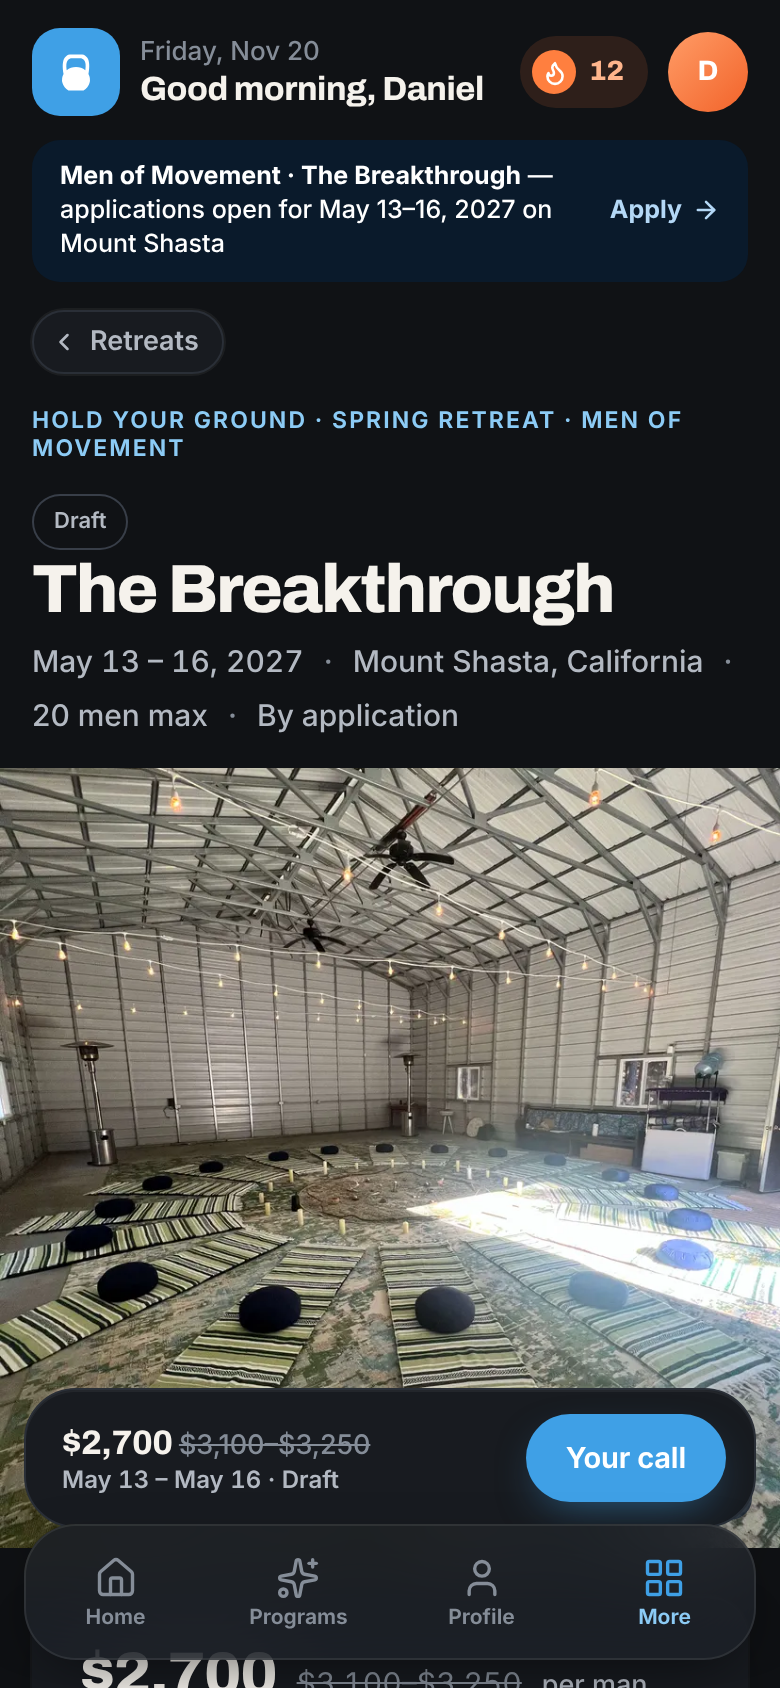 Friday, Nov 20
Good morning, Daniel
12
D
Men of Movement · The Breakthrough —
applications open for May 13–16, 2027 on
Mount Shasta
Apply →
Retreats
HOLD YOUR GROUND · SPRING RETREAT · MEN OF
MOVEMENT
Draft
The Breakthrough
May 13 – 16, 2027 · Mount Shasta, California ·
20 men max · By application
$2,700 $3,100–$3,250
May 13 – May 16 · Draft
Your call
Home
Programs
Profile
More
$2,700 $3,100–$3,250 per man